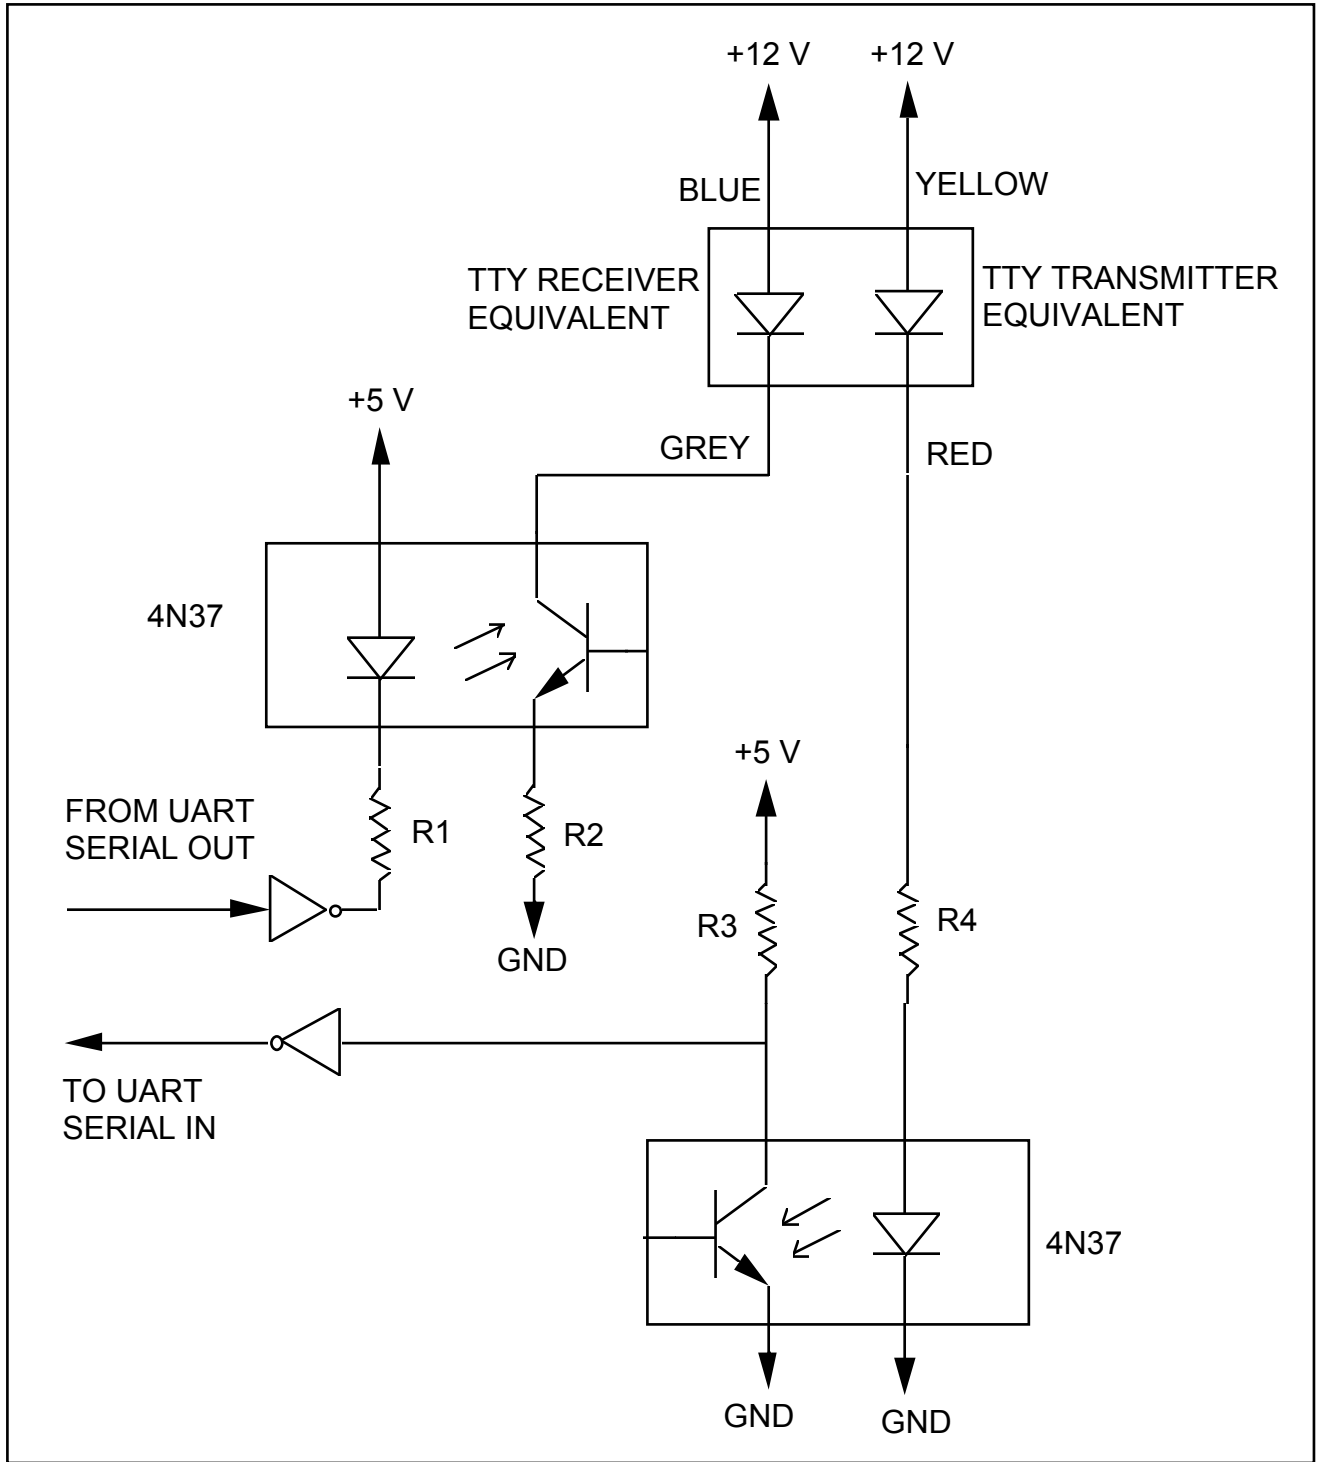 +12 V
+12 V
BLUE
YELLOW
TTY RECEIVER
EQUIVALENT
TTY TRANSMITTER
EQUIVALENT
+5 V
GREY
RED
4N37
+5 V
FROM UART
SERIAL OUT
R1
R2
R3
R4
GND
TO UART
SERIAL IN
4N37
GND
GND